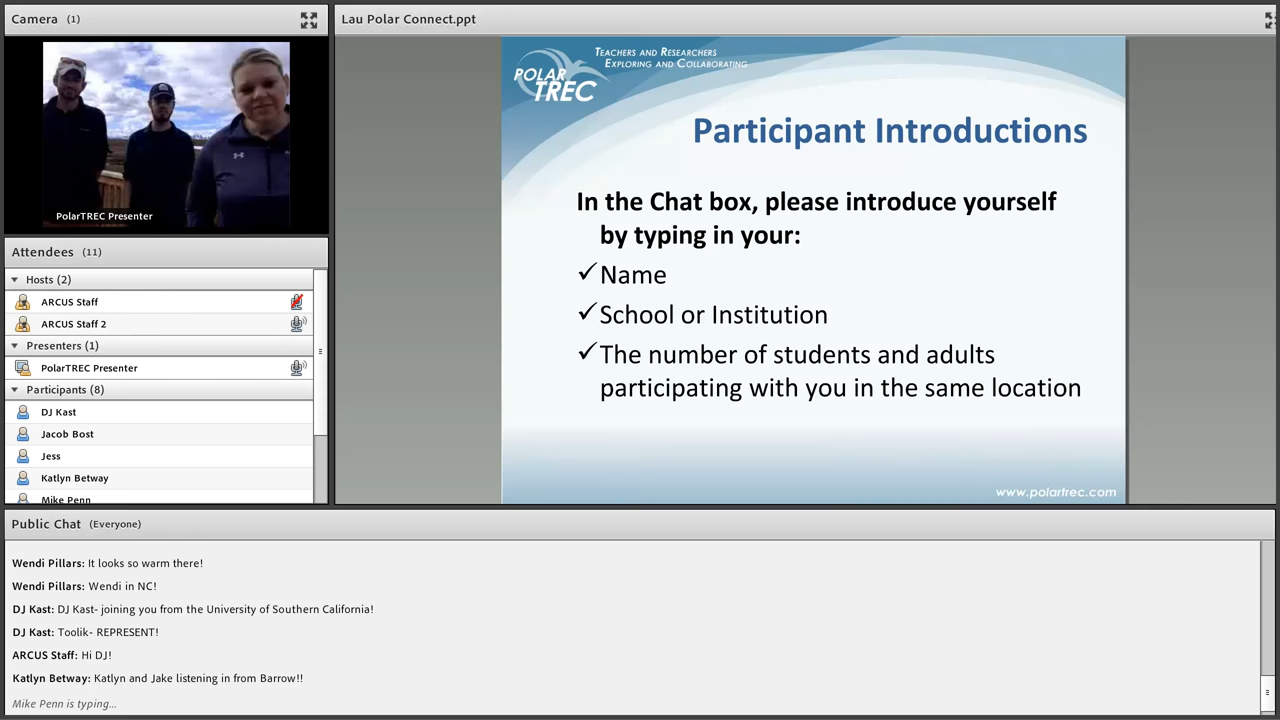 Camera (1)
PolarTREC Presenter
Attendees (11)
Hosts (2)
ARCUS Staff
ARCUS Staff 2
Presenters (1)
PolarTREC Presenter
Participants (8)
DJ Kast
Jacob Bost
Jess
Katlyn Betway
Mike Penn
Lau Polar Connect.ppt
TEACHERS AND RESEARCHERS
EXPLORING AND COLLABORATING
POLAR
TREC
Participant Introductions
In the Chat box, please introduce yourself
by typing in your:
✓Name
✓School or Institution
✓The number of students and adults
participating with you in the same location
www.polartrec.com
Public Chat (Everyone)
Wendi Pillars: It looks so warm there!
Wendi Pillars: Wendi in NC!
DJ Kast: DJ Kast- joining you from the University of Southern California!
DJ Kast: Toolik- REPRESENT!
ARCUS Staff: Hi DJ!
Katlyn Betway: Katlyn and Jake listening in from Barrow!!
Mike Penn is typing...